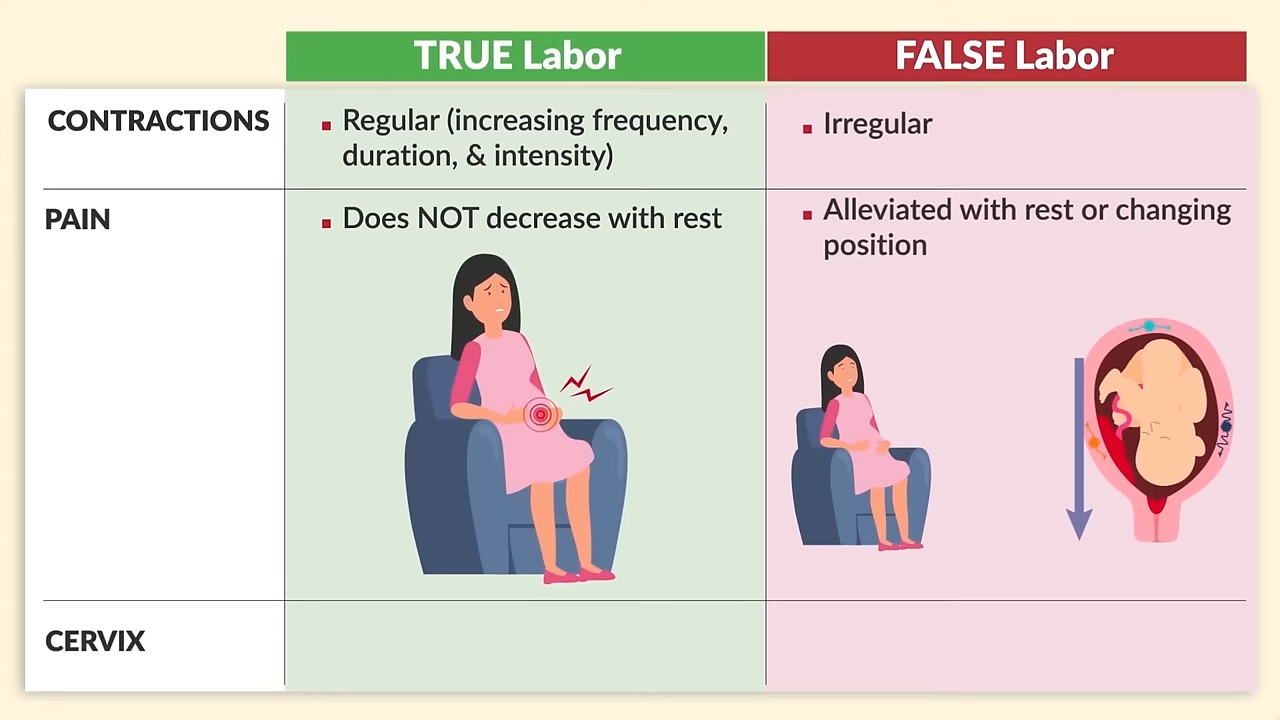 TRUE Labor
FALSE Labor
CONTRACTIONS
▪ Regular (increasing frequency,
duration, & intensity)
▪ Irregular
PAIN
▪ Does NOT decrease with rest
▪ Alleviated with rest or changing
position
CERVIX